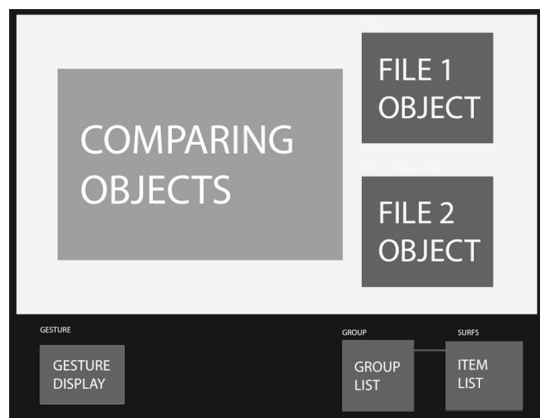 COMPARING
OBJECTS
FILE 1
OBJECT
FILE 2
OBJECT
GESTURE
GESTURE
DISPLAY
GROUP
GROUP
LIST
SURFS
ITEM
LIST